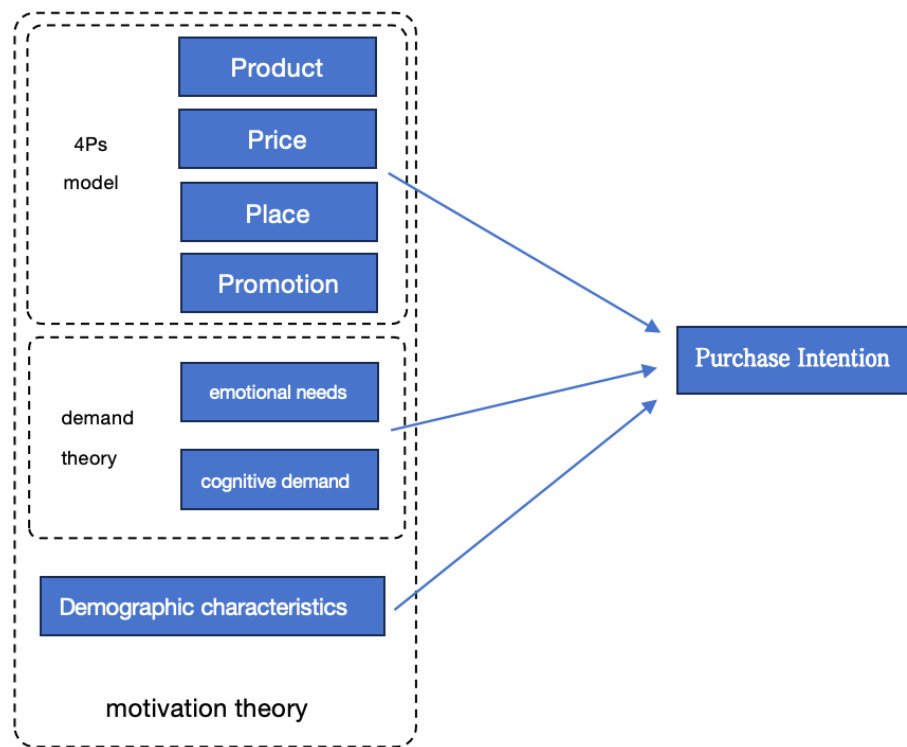 Product
4Ps
model
Price
Place
Promotion
demand
theory
emotional needs
cognitive demand
Demographic characteristics
motivation theory
Purchase Intention